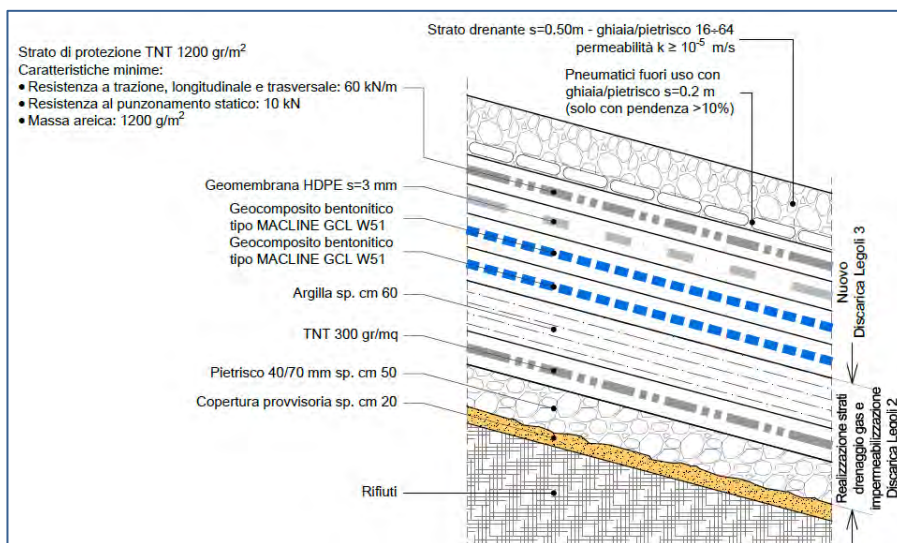 Strato di protezione TNT 1200 gr/m²
Caratteristiche minime:
• Resistenza a trazione, longitudinale e trasversale: 60 kN/m
• Resistenza al punzonamento statico: 10 kN
• Massa areica: 1200 g/m²
Strato drenante s=0.50m - ghiaia/pietrisco 16÷64
permeabilità k ≥ 10⁻⁵ m/s
Pneumatici fuori uso con
ghiaia/pietrisco s=0.2 m
(solo con pendenza >10%)
Geomembrana HDPE s=3 mm
Geocomposito bentonitico
tipo MACLINE GCL W51
Geocomposito bentonitico
tipo MACLINE GCL W51
Argilla sp. cm 60
TNT 300 gr/mq
Pietrisco 40/70 mm sp. cm 50
Copertura provvisoria sp. cm 20
Rifiuti
Nuovo
Discarica Legoli 3
Realizzazione strati
drenaggio gas e
impermeabilizzazione
Discarica Legoli 2